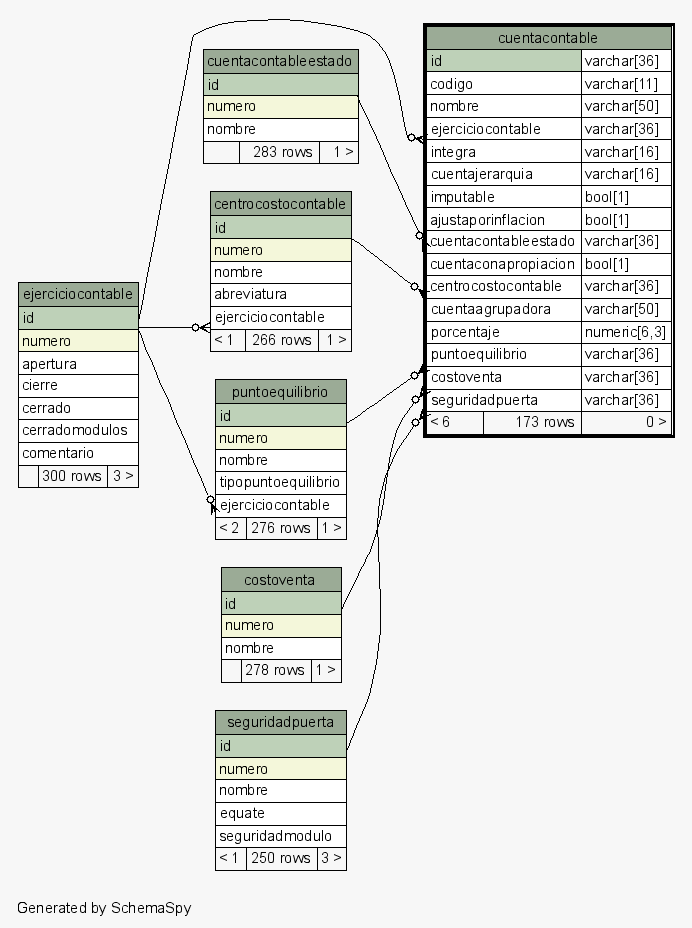 cuentacontable
id varchar[36]
codigo varchar[11]
nombre varchar[50]
ejerciciocontable varchar[36]
integra varchar[16]
cuentajerarquia varchar[16]
imputable bool[1]
ajustaporinflacion bool[1]
cuentacontableestado varchar[36]
cuentaconapropiacion bool[1]
centrocostocontable varchar[36]
cuentaagrupadora varchar[50]
porcentaje numeric[6,3]
puntoequilibrio varchar[36]
costoventa varchar[36]
seguridadpuerta varchar[36]
< 6 173 rows 0 >
cuentacontableestado
id
numero
nombre
283 rows 1 >
centrocostocontable
id
numero
nombre
abreviatura
ejerciciocontable
< 1 266 rows 1 >
ejerciciocontable
id
numero
apertura
cierre
cerrado
cerradomodulos
comentario
300 rows 3 >
puntoequilibrio
id
numero
nombre
tipopuntoequilibrio
ejerciciocontable
< 2 276 rows 1 >
costoventa
id
numero
nombre
278 rows 1 >
seguridadpuerta
id
numero
nombre
equate
seguridadmodulo
< 1 250 rows 3 >
Generated by SchemaSpy